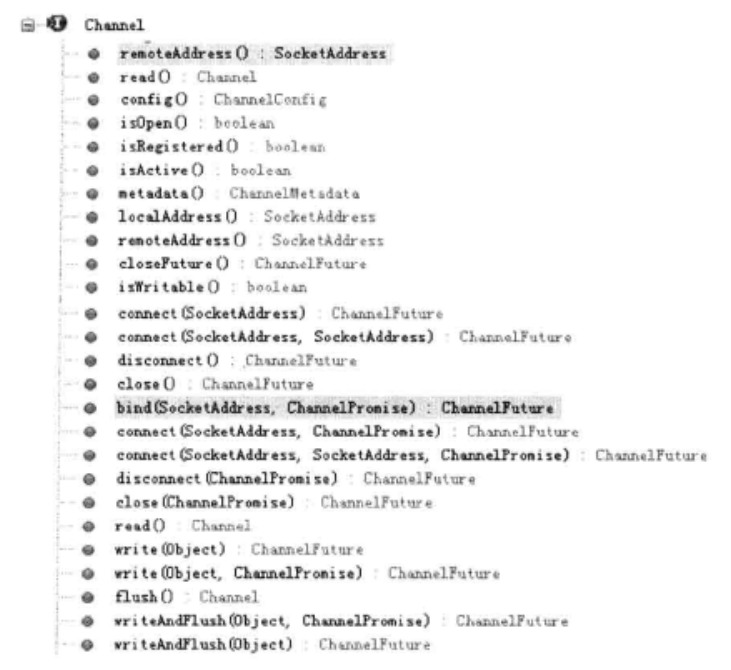 Channel
remoteAddress() : SocketAddress
read() : Channel
config() : ChannelConfig
isOpen() : boolean
isRegistered() : boolean
isActive() : boolean
metadata() : ChannelMetadata
localAddress() : SocketAddress
remoteAddress() : SocketAddress
closeFuture() : ChannelFuture
isWritable() : boolean
connect(SocketAddress) : ChannelFuture
connect(SocketAddress, SocketAddress) : ChannelFuture
disconnect() : ChannelFuture
close() : ChannelFuture
bind(SocketAddress, ChannelPromise) : ChannelFuture
connect(SocketAddress, ChannelPromise) : ChannelFuture
connect(SocketAddress, SocketAddress, ChannelPromise) : ChannelFuture
disconnect(ChannelPromise) : ChannelFuture
close(ChannelPromise) : ChannelFuture
read() : Channel
write(Object) : ChannelFuture
write(Object, ChannelPromise) : ChannelFuture
flush() : Channel
writeAndFlush(Object, ChannelPromise) : ChannelFuture
writeAndFlush(Object) : ChannelFuture